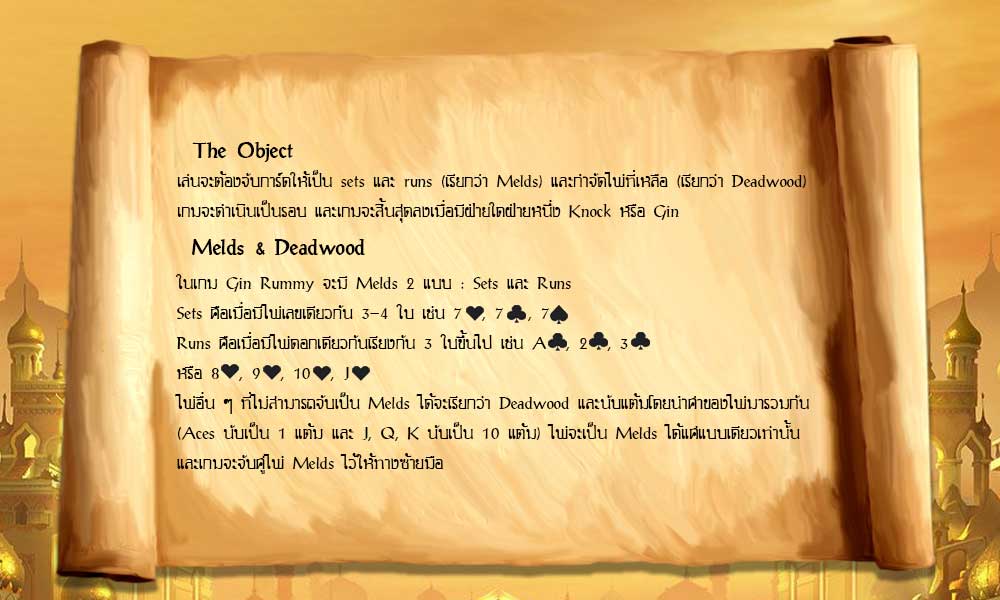 The Object
เล่นจะต้องจับการ์ดให้เป็น sets และ runs (เรียกว่า Melds) และกำจัดไพ่ที่เหลือ (เรียกว่า Deadwood)
เกมจะดำเนินเป็นรอบ และเกมจะสิ้นสุดลงเมื่อมีฝ่ายใดฝ่ายหนึ่ง Knock หรือ Gin
Melds & Deadwood
ในเกม Gin Rummy จะมี Melds 2 แบบ : Sets และ Runs
Sets คือเมื่อมีไพ่เลขเดียวกัน 3-4 ใบ เช่น 7♥, 7♣, 7♠
Runs คือเมื่อมีไพ่ดอกเดียวกันเรียงกัน 3 ใบขึ้นไป เช่น A♣, 2♣, 3♣
หรือ 8♥, 9♥, 10♥, J♥
ไพ่อื่น ๆ ที่ไม่สามารถจับเป็น Melds ได้จะเรียกว่า Deadwood และนับแต้มโดยนำค่าของไพ่มารวมกัน
(Aces นับเป็น 1 แต้ม และ J, Q, K นับเป็น 10 แต้ม) ไพ่จะเป็น Melds ได้แค่แบบเดียวเท่านั้น
และเกมจะจับคู่ไพ่ Melds ไว้ให้ทางซ้ายมือ